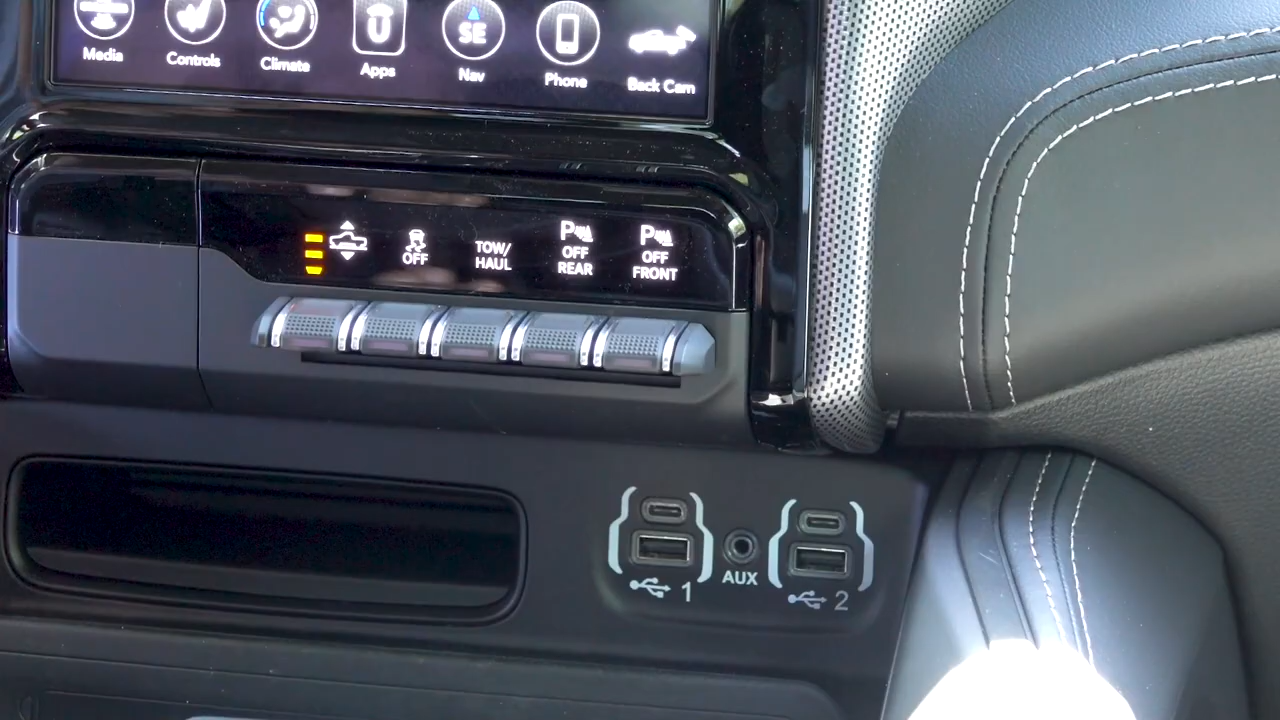 Media
Controls
Climate
Apps
SE
Nav
Phone
Back Cam
OFF
TOW/
HAUL
P
OFF
REAR
P
OFF
FRONT
1
AUX
2